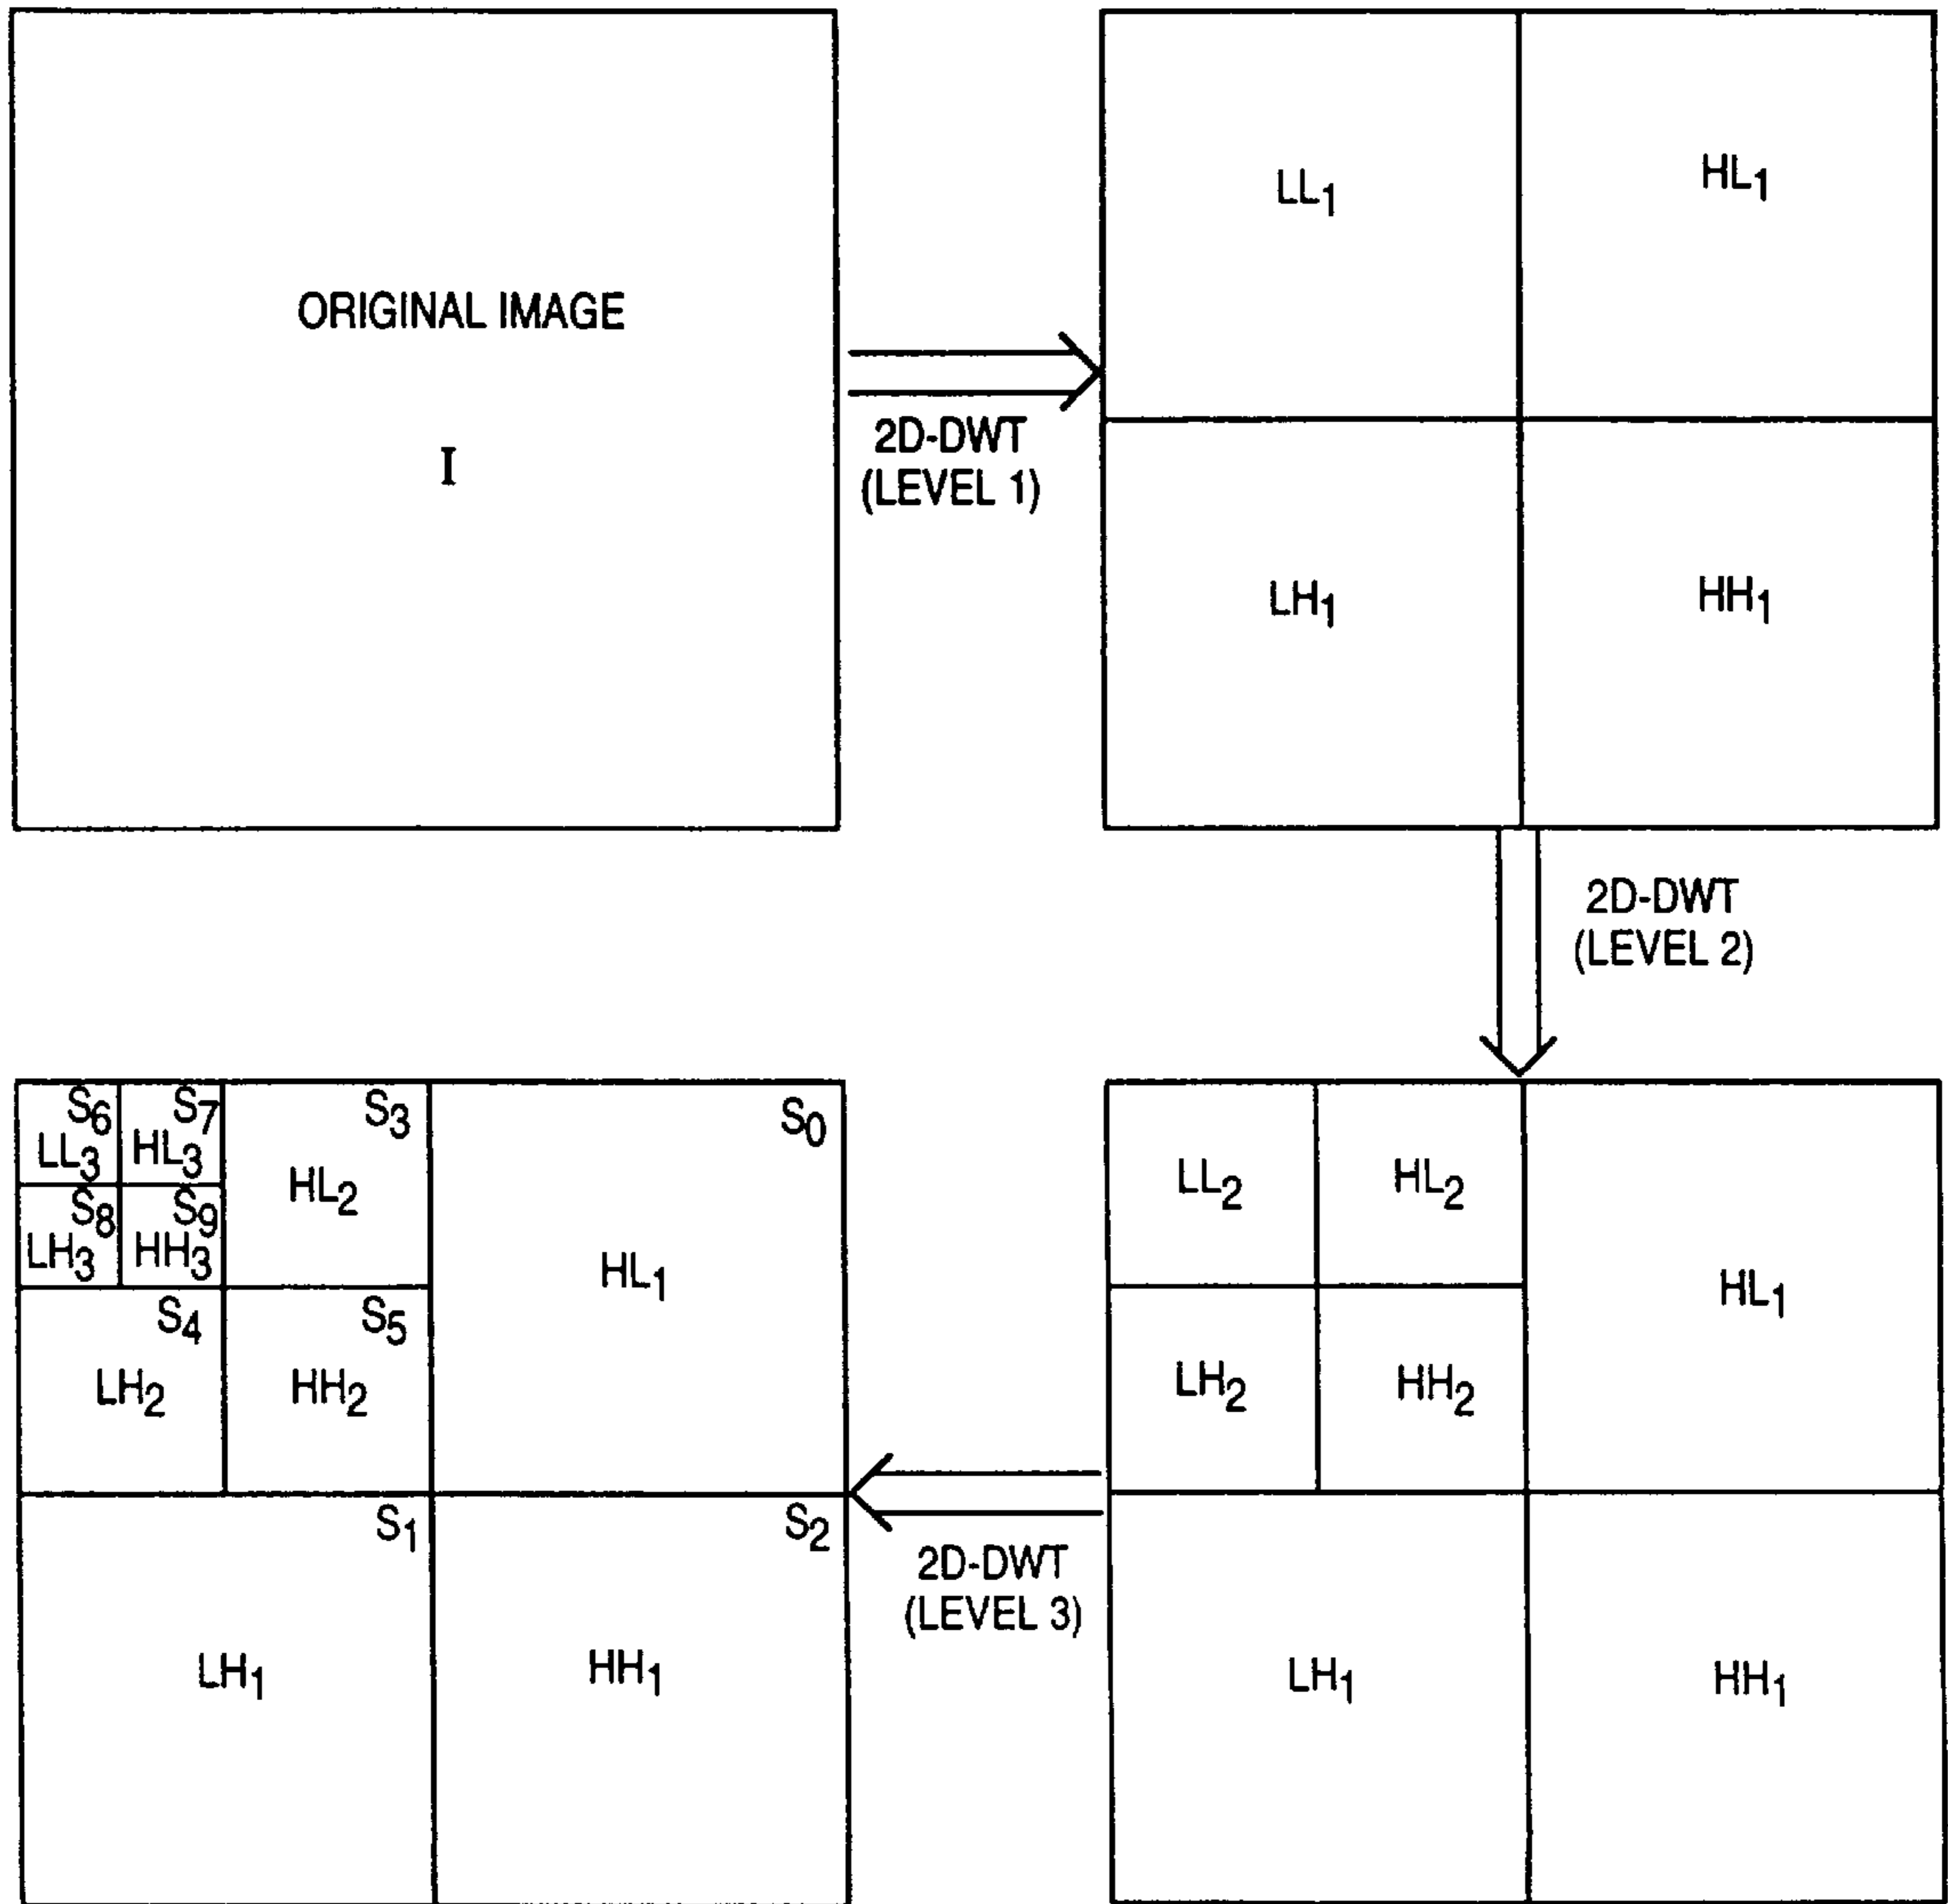 ORIGINAL IMAGE
I
2D-DWT
(LEVEL 1)
LL₁
HL₁
LH₁
HH₁
2D-DWT
(LEVEL 2)
LL₂
HL₂
HL₁
LH₂
HH₂
LH₁
HH₁
2D-DWT
(LEVEL 3)
S₆
LL₃
S₇
HL₃
S₃
HL₂
S₀
HL₁
S₈
LH₃
S₉
HH₃
S₄
LH₂
S₅
HH₂
S₁
LH₁
S₂
HH₁